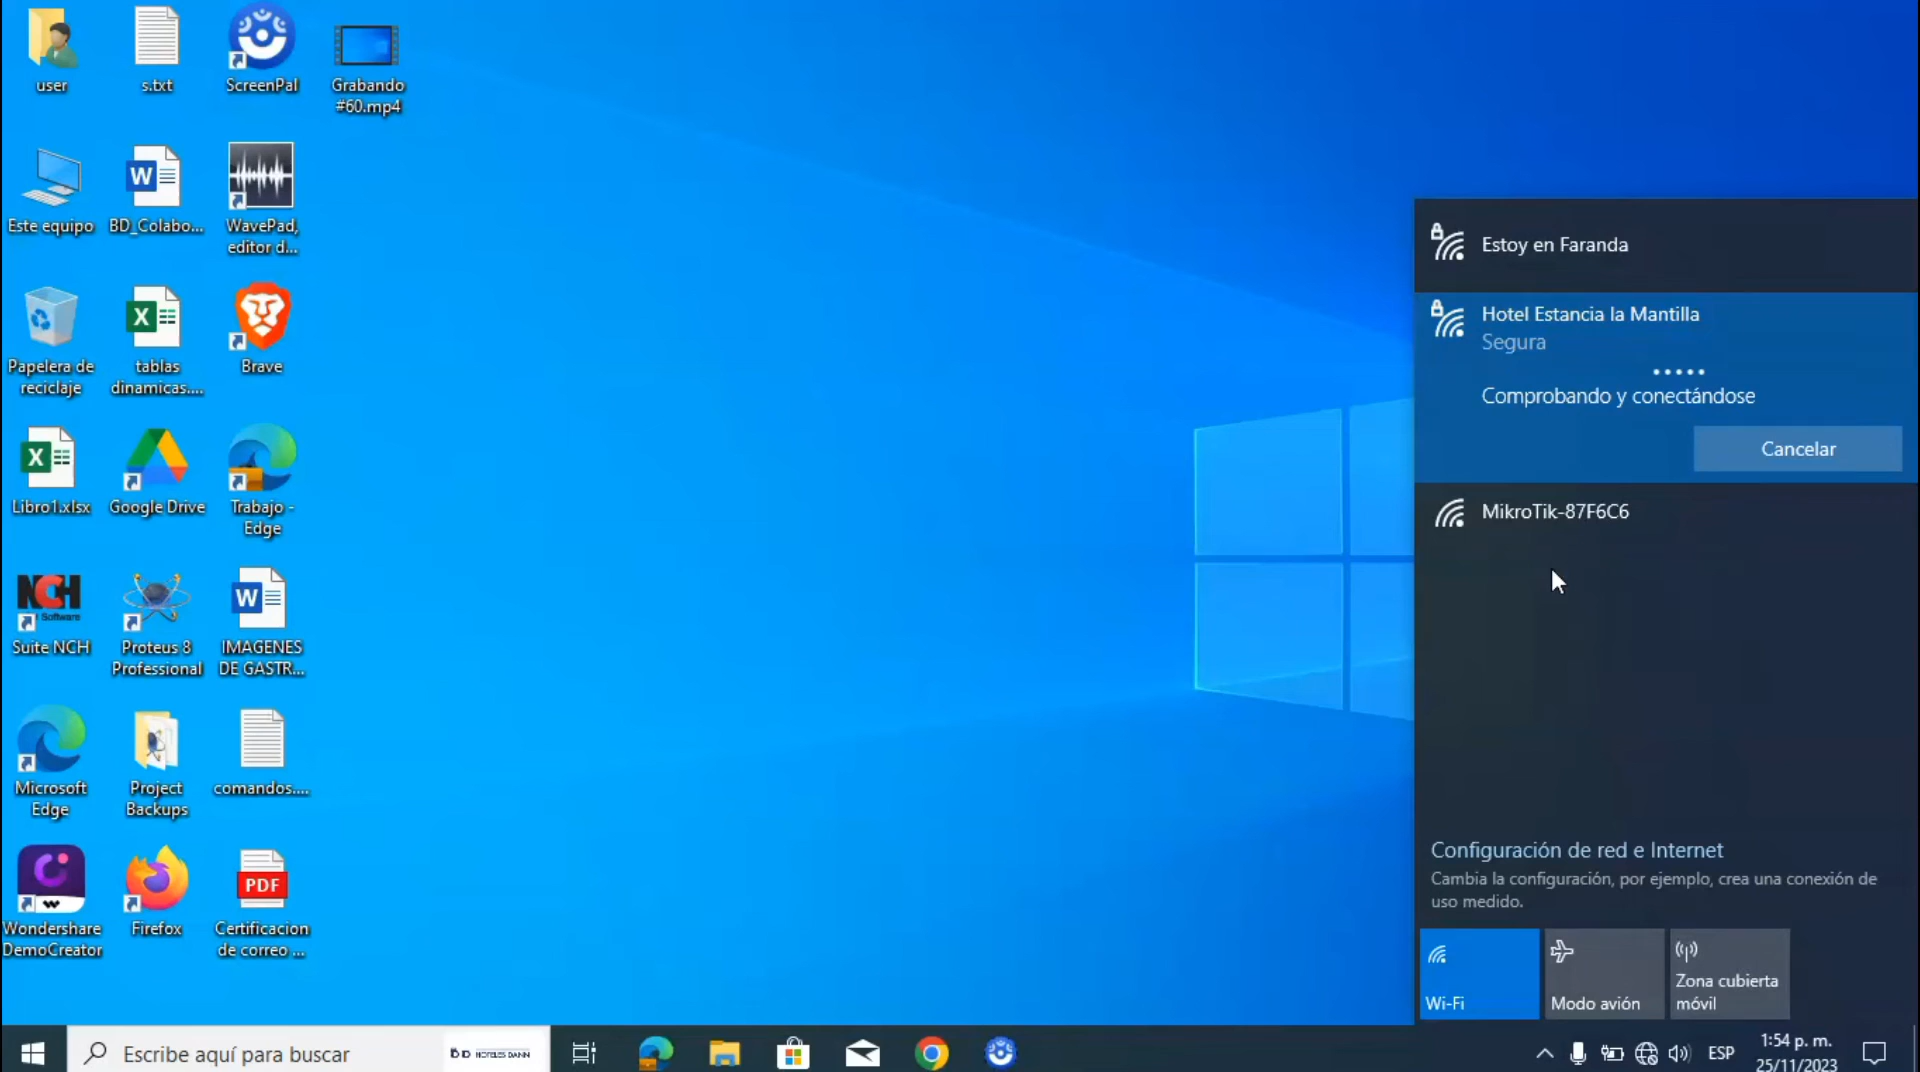 user
s.txt
ScreenPal
Grabando
#60.mp4
Este equipo
BD_Colabo...
WavePad,
editor d...
Papelera de
reciclaje
tablas
dinamicas....
Brave
Libro1.xlsx
Google Drive
Trabajo -
Edge
NCH
Software
Suite NCH
Proteus 8
Professional
IMAGENES
DE GASTR...
Microsoft
Edge
Project
Backups
comandos....
Wondershare
DemoCreator
Firefox
PDF
Certificacion
de correo ...
Estoy en Faranda
Hotel Estancia la Mantilla
Segura
Comprobando y conectándose
Cancelar
MikroTik-87F6C6
Configuración de red e Internet
Cambia la configuración, por ejemplo, crea una conexión de
uso medido.
Wi-Fi
Modo avión
Zona cubierta
móvil
Escribe aquí para buscar
HOTELES DANN
ESP
1:54 p. m.
25/11/2023